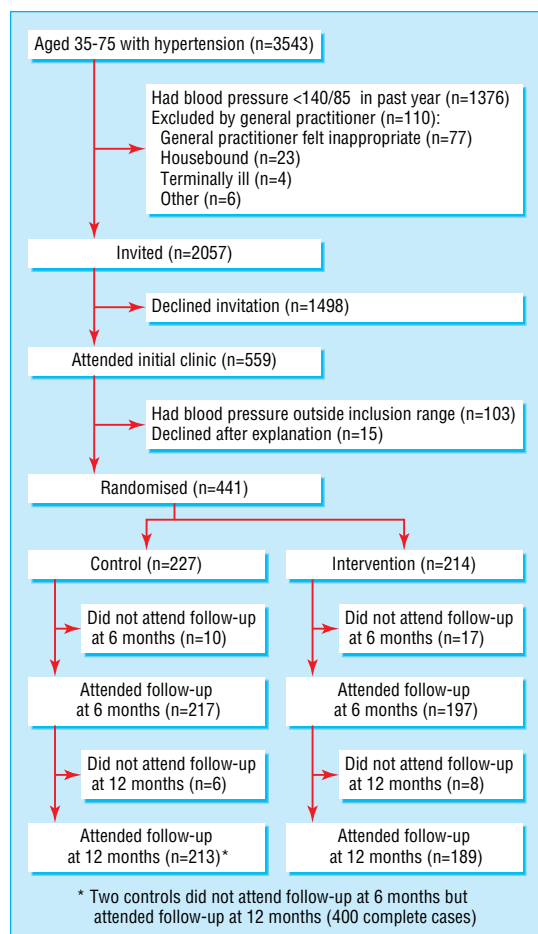 Aged 35-75 with hypertension (n=3543)
Had blood pressure <140/85 in past year (n=1376)
Excluded by general practitioner (n=110):
General practitioner felt inappropriate (n=77)
Housebound (n=23)
Terminally ill (n=4)
Other (n=6)
Invited (n=2057)
Declined invitation (n=1498)
Attended initial clinic (n=559)
Had blood pressure outside inclusion range (n=103)
Declined after explanation (n=15)
Randomised (n=441)
Control (n=227)
Intervention (n=214)
Did not attend follow-up
at 6 months (n=10)
Did not attend follow-up
at 6 months (n=17)
Attended follow-up
at 6 months (n=217)
Attended follow-up
at 6 months (n=197)
Did not attend follow-up
at 12 months (n=6)
Did not attend follow-up
at 12 months (n=8)
Attended follow-up
at 12 months (n=213)*
Attended follow-up
at 12 months (n=189)
* Two controls did not attend follow-up at 6 months but
attended follow-up at 12 months (400 complete cases)